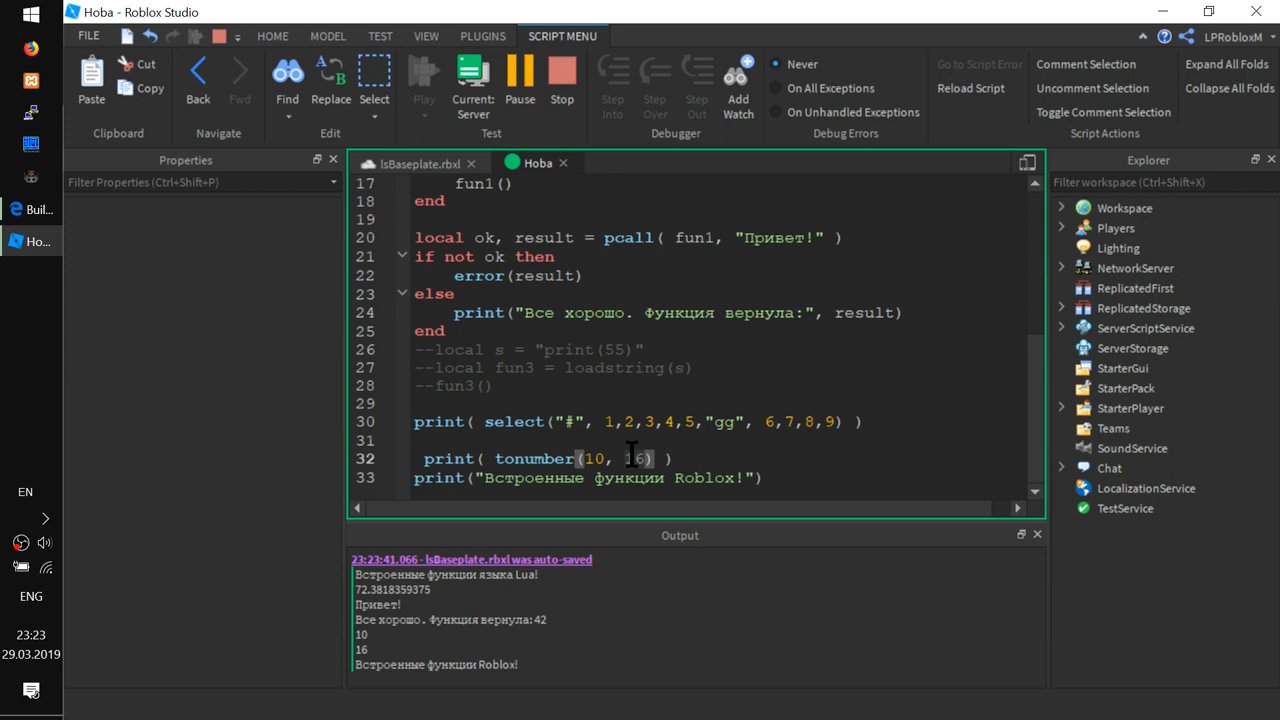 Hoba - Roblox Studio
FILE HOME MODEL TEST VIEW PLUGINS SCRIPT MENU LPRobloxM
Paste Cut Copy
Clipboard
Back Fwd
Navigate
Find Replace Select
Edit
Play Current: Server Pause Stop
Test
Step Into Step Over Step Out Add Watch
Debugger
Never
On All Exceptions
On Unhandled Exceptions
Debug Errors
Go to Script Error
Reload Script
Comment Selection
Uncomment Selection
Toggle Comment Selection
Expand All Folds
Collapse All Folds
Script Actions
Properties
Filter Properties (Ctrl+Shift+P)
lsBaseplate.rbxl Hoba
17 fun1()
18 end
19
20 local ok, result = pcall( fun1, "Привет!" )
21 if not ok then
22 error(result)
23 else
24 print("Все хорошо. Функция вернула:", result)
25 end
26 --local s = "print(55)"
27 --local fun3 = loadstring(s)
28 --fun3()
29
30 print( select("#", 1,2,3,4,5,"gg", 6,7,8,9) )
31
32 print( tonumber(10, 16) )
33 print("Встроенные функции Roblox!")
Output
23:23:41.066 - lsBaseplate.rbxl was auto-saved
Встроенные функции языка Lua!
72.3818359375
Привет!
Все хорошо. Функция вернула: 42
10
16
Встроенные функции Roblox!
Explorer
Filter workspace (Ctrl+Shift+X)
Workspace
Players
Lighting
NetworkServer
ReplicatedFirst
ReplicatedStorage
ServerScriptService
ServerStorage
StarterGui
StarterPack
StarterPlayer
Teams
SoundService
Chat
LocalizationService
TestService
Buil...
Ho...
EN
ENG
23:23
29.03.2019